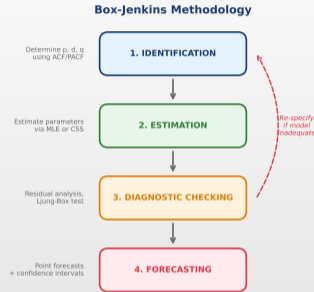 Box-Jenkins Methodology
Determine p, d, q
using ACF/PACF
1. IDENTIFICATION
Estimate parameters
via MLE or CSS
2. ESTIMATION
Re-specify
if model
inadequate
Residual analysis,
Ljung-Box test
3. DIAGNOSTIC CHECKING
Point forecasts
+ confidence intervals
4. FORECASTING